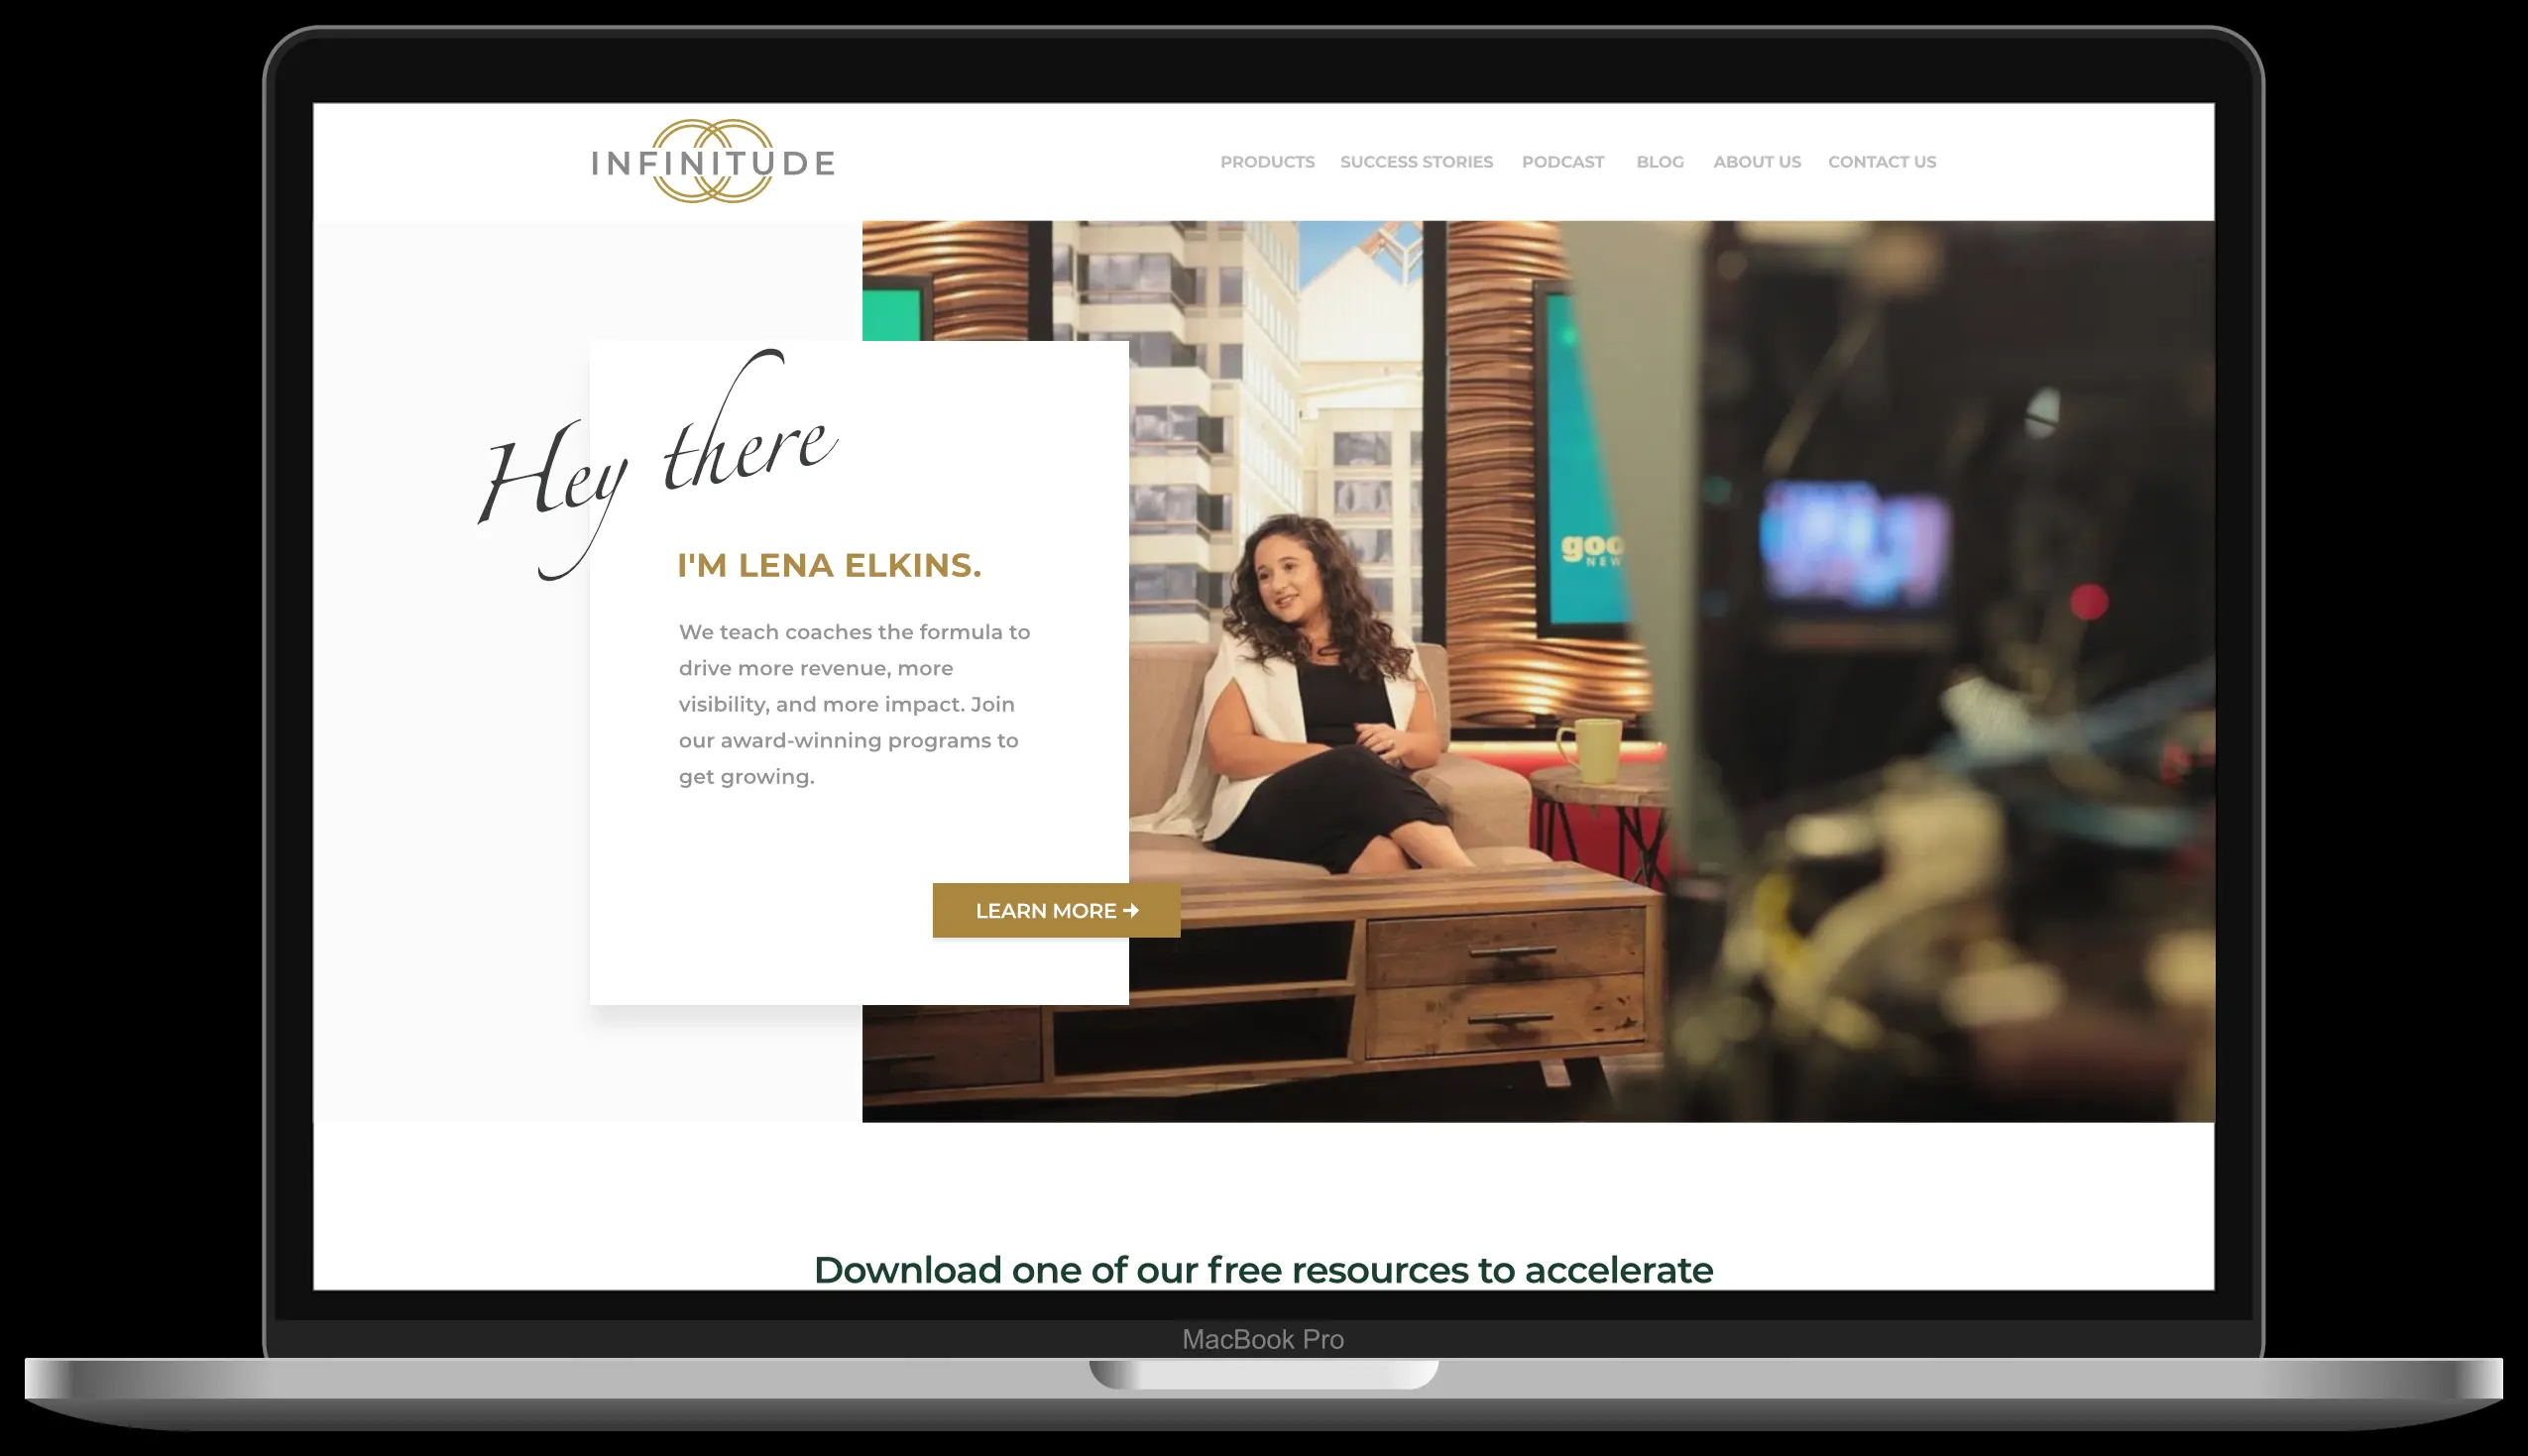 INFINITUDE
PRODUCTS SUCCESS STORIES PODCAST BLOG ABOUT US CONTACT US
Hey there
I'M LENA ELKINS.
We teach coaches the formula to
drive more revenue, more
visibility, and more impact. Join
our award-winning programs to
get growing.
goo
NEW
LEARN MORE →
Download one of our free resources to accelerate
MacBook Pro